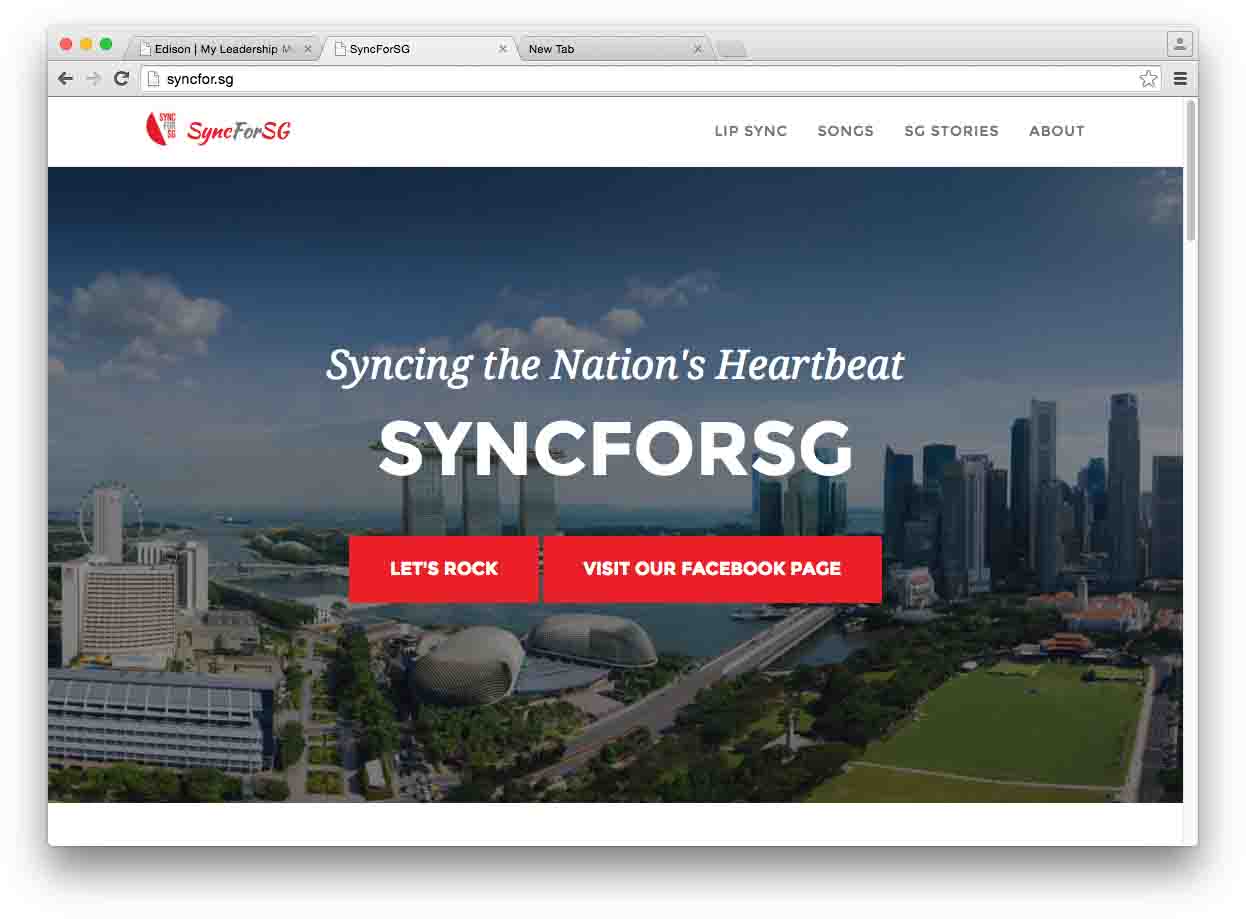 Edison | My Leadership
SyncForSG
New Tab
syncfor.sg
SYNC
FOR
SG
SyncForSG
LIP SYNC
SONGS
SG STORIES
ABOUT
Syncing the Nation's Heartbeat
SYNCFORSG
LET'S ROCK
VISIT OUR FACEBOOK PAGE